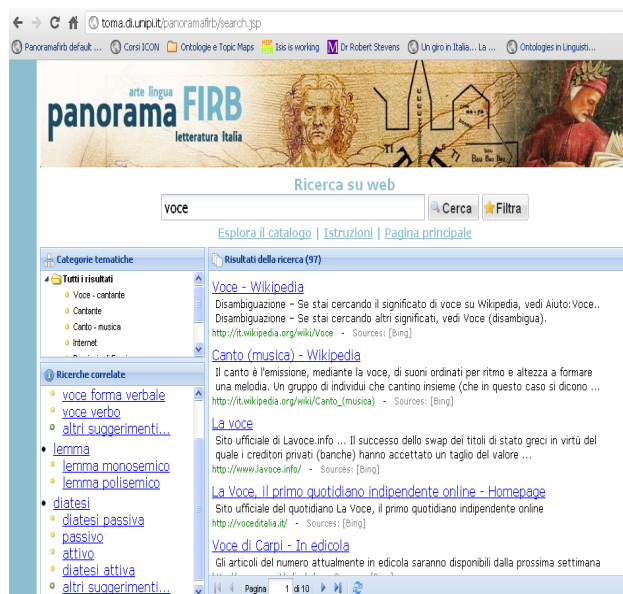 toma.di.unipi.it/panoramafirb/search.jsp
Panoramafirb default ... Corsi ICON Ontologie e Topic Maps Isis is working Dr Robert Stevens Un giro in Italia... La ... Ontologies in Linguisti...
arte lingua
panorama FIRB
letteratura Italia
Ricerca su web
voce Cerca Filtra
Esplora il catalogo | Istruzioni | Pagina principale
Categorie tematiche
Tutti i risultati
Voce - cantante
Cantante
Canto - musica
Internet
Ricerche correlate
voce forma verbale
voce verbo
altri suggerimenti...
lemma
lemma monosemico
lemma polisemico
diatesi
diatesi passiva
passivo
attivo
diatesi attiva
altri suggerimenti...
Risultati della ricerca (97)
Voce - Wikipedia
Disambiguazione – Se stai cercando il significato di voce su Wikipedia, vedi Aiuto:Voce..
Disambiguazione – Se stai cercando altri significati, vedi Voce (disambigua).
http://it.wikipedia.org/wiki/Voce - Sources: [Bing]
Canto (musica) - Wikipedia
Il canto è l'emissione, mediante la voce, di suoni ordinati per ritmo e altezza a formare
una melodia. Un gruppo di individui che cantino insieme (che in questo caso si dicono ...
http://it.wikipedia.org/wiki/Canto_(musica) - Sources: [Bing]
La voce
Sito ufficiale di Lavoce.info ... Il successo dello swap dei titoli di stato greci in virtù del
quale i creditori privati (banche) hanno accettato un taglio del valore ...
http://www.lavoce.info/ - Sources: [Bing]
La Voce, il primo quotidiano indipendente online - Homepage
Sito ufficiale del quotidiano La Voce, il primo quotidiano indipendente online
http://voceditalia.it/ - Sources: [Bing]
Voce di Carpi - In edicola
Gli articoli del numero attualmente in edicola saranno disponibili dalla prossima settimana
Pagina 1 di 10